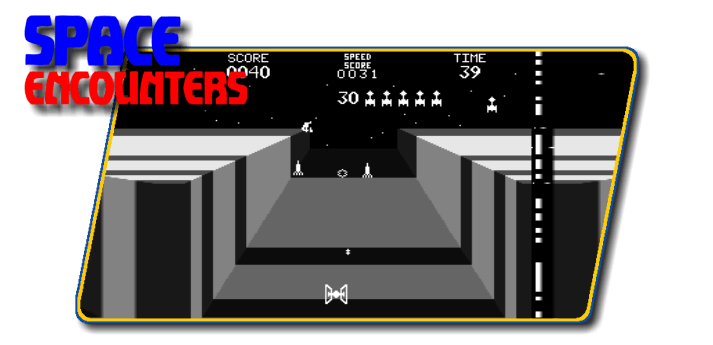 SPACE
ENCOUNTERS
SCORE
0040
SPEED
SCORE
0031
TIME
39
30